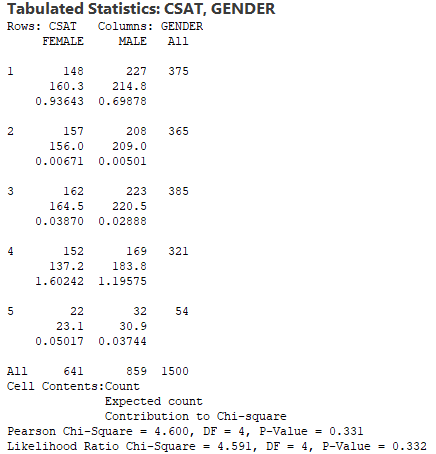 Tabulated Statistics: CSAT, GENDER
Rows: CSAT   Columns: GENDER
     FEMALE     MALE   All
1       148      227   375
      160.3    214.8
    0.93643  0.69878
2       157      208   365
      156.0    209.0
    0.00671  0.00501
3       162      223   385
      164.5    220.5
    0.03870  0.02888
4       152      169   321
      137.2    183.8
    1.60242  1.19575
5        22       32    54
       23.1     30.9
    0.05017  0.03744
All     641      859  1500
Cell Contents:Count
              Expected count
              Contribution to Chi-square
Pearson Chi-Square = 4.600, DF = 4, P-Value = 0.331
Likelihood Ratio Chi-Square = 4.591, DF = 4, P-Value = 0.332